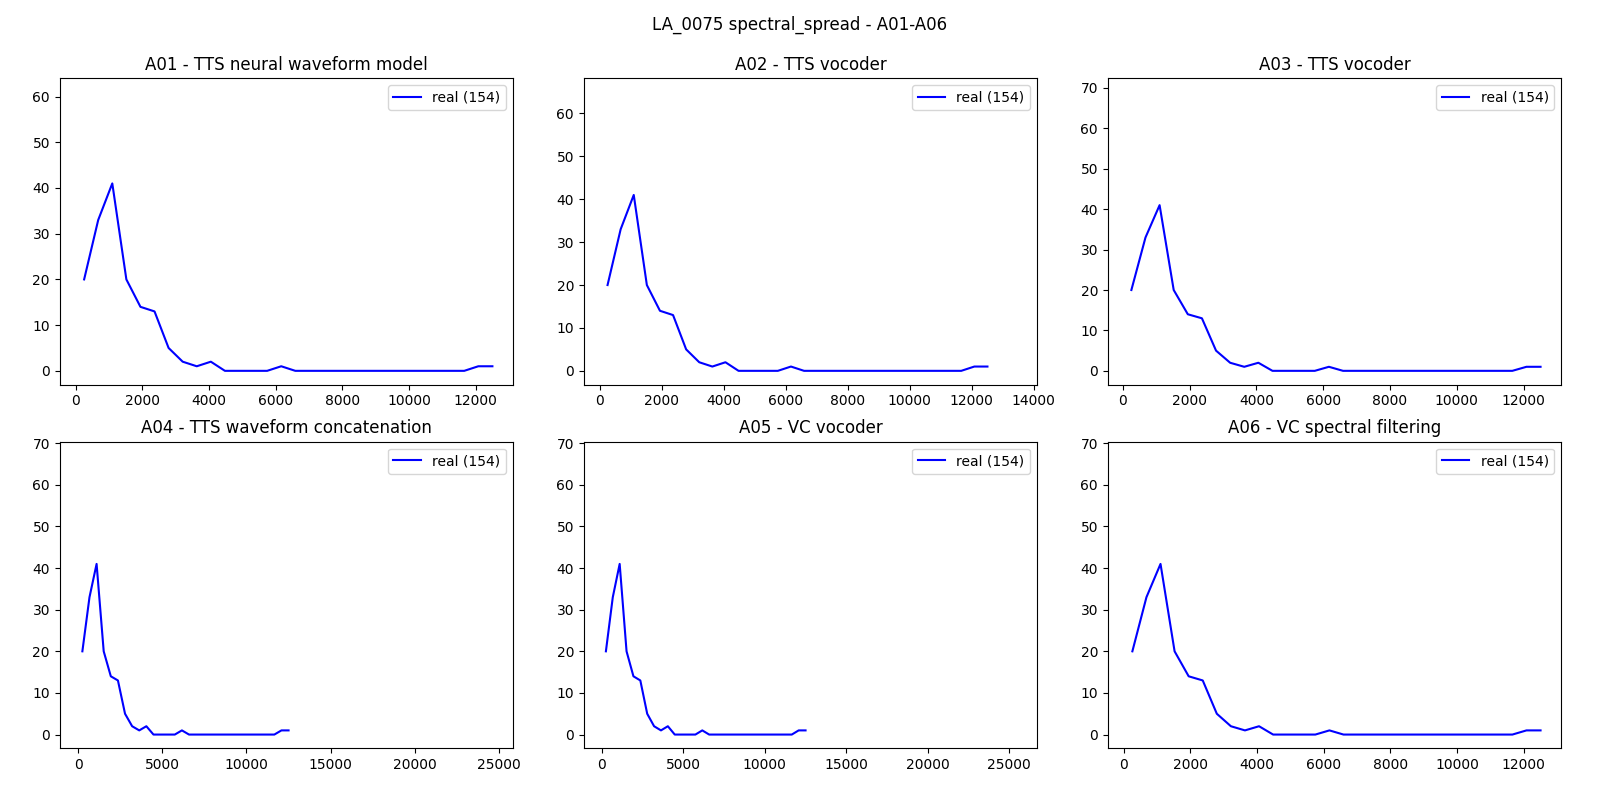 LA_0075 spectral_spread - A01-A06
A01 - TTS neural waveform model
60
50
40
30
20
10
0
real (154)
0 2000 4000 6000 8000 10000 12000
A02 - TTS vocoder
60
50
40
30
20
10
0
real (154)
0 2000 4000 6000 8000 10000 12000 14000
A03 - TTS vocoder
70
60
50
40
30
20
10
0
real (154)
0 2000 4000 6000 8000 10000 12000
A04 - TTS waveform concatenation
70
60
50
40
30
20
10
0
real (154)
0 5000 10000 15000 20000 25000
A05 - VC vocoder
70
60
50
40
30
20
10
0
real (154)
0 5000 10000 15000 20000 25000
A06 - VC spectral filtering
70
60
50
40
30
20
10
0
real (154)
0 2000 4000 6000 8000 10000 12000